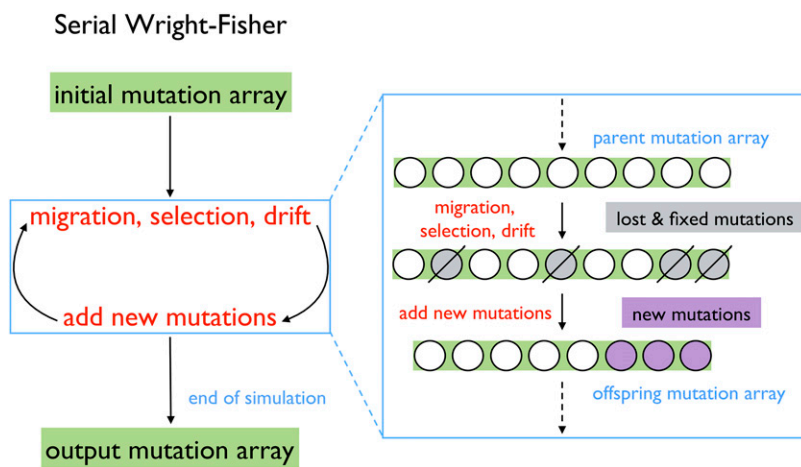 Serial Wright-Fisher
initial mutation array
migration, selection, drift
add new mutations
end of simulation
output mutation array
parent mutation array
migration,
selection, drift
lost & fixed mutations
add new mutations
new mutations
offspring mutation array